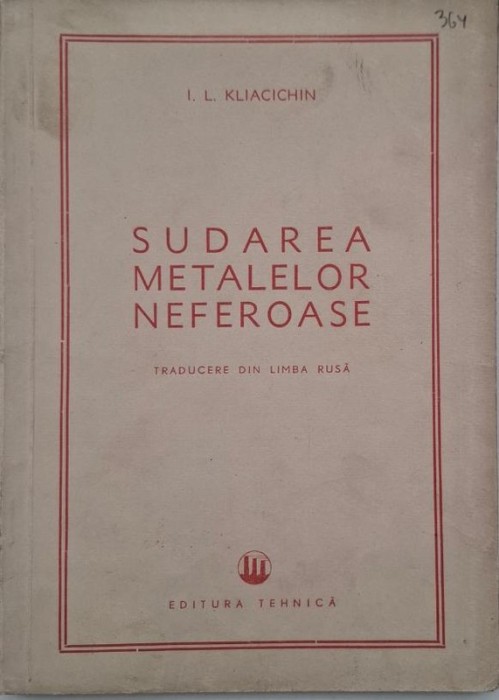 364
I. L. KLIACICHIN
SUDAREA
METALELOR
NEFEROASE
TRADUCERE DIN LIMBA RUSĂ
EDITURA TEHNICĂ